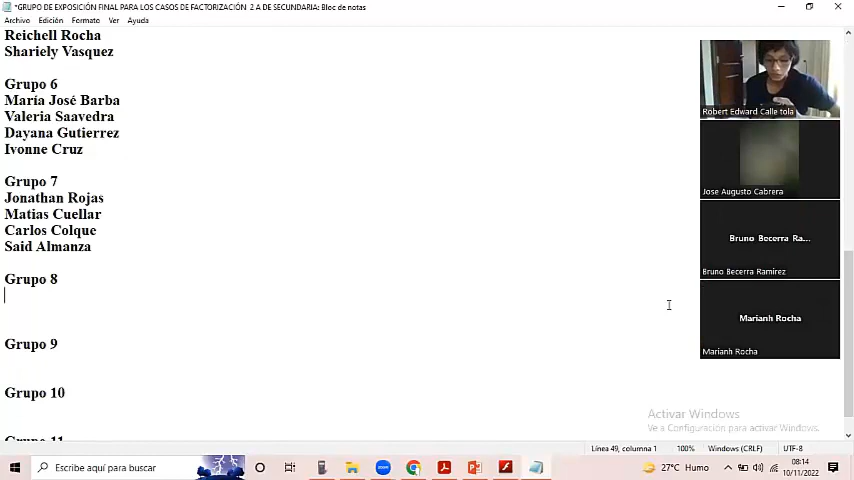 *GRUPO DE EXPOSICIÓN FINAL PARA LOS CASOS DE FACTORIZACIÓN  2 A DE SECUNDARIA: Bloc de notas
Archivo Edición Formato Ver Ayuda
Reichell Rocha
Shariely Vasquez
Grupo 6
María José Barba
Valeria Saavedra
Dayana Gutierrez
Ivonne Cruz
Grupo 7
Jonathan Rojas
Matias Cuellar
Carlos Colque
Said Almanza
Grupo 8
Grupo 9
Grupo 10
Grupo 11
Robert Edward Calle tola
Jose Augusto Cabrera
Bruno Becerra Ra...
Bruno Becerra Ramirez
Marianh Rocha
Marianh Rocha
Activar Windows
Ve a Configuración para activar Windows.
Línea 49, columna 1 100% Windows (CRLF) UTF-8
Escribe aquí para buscar
27°C Humo
08:14
10/11/2022